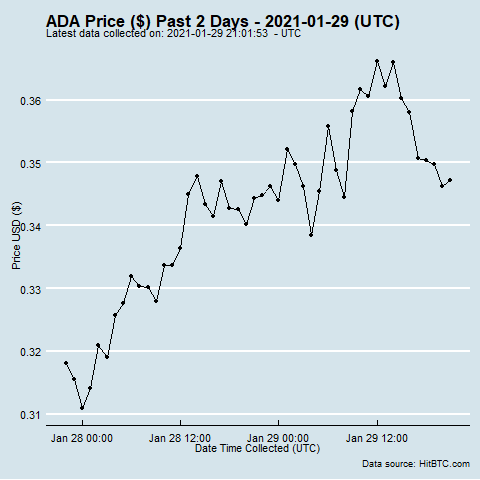 ADA Price ($) Past 2 Days - 2021-01-29 (UTC)
Latest data collected on: 2021-01-29 21:01:53 - UTC
0.36
0.35
0.34
0.33
0.32
0.31
Price USD ($)
Jan 28 00:00
Jan 28 12:00
Jan 29 00:00
Jan 29 12:00
Date Time Collected (UTC)
Data source: HitBTC.com